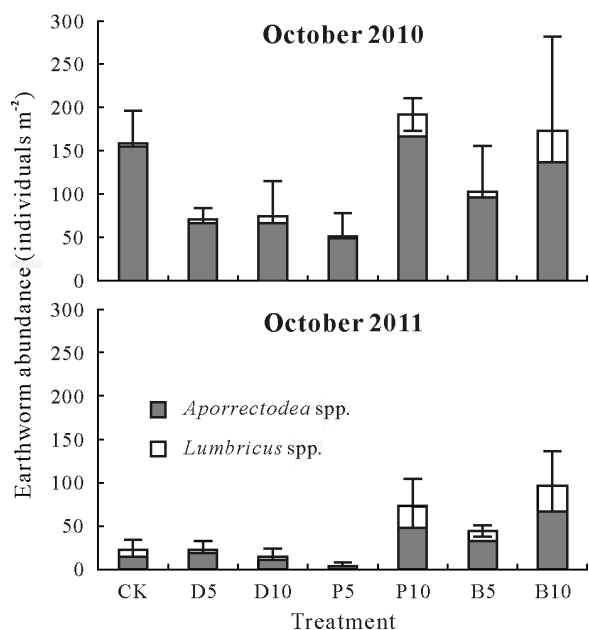 October 2010
300
250
200
150
100
50
0
Earthworm abundance (individuals m⁻²)
October 2011
300
250
200
150
100
50
0
Aporrectodea spp.
Lumbricus spp.
CK D5 D10 P5 P10 B5 B10
Treatment